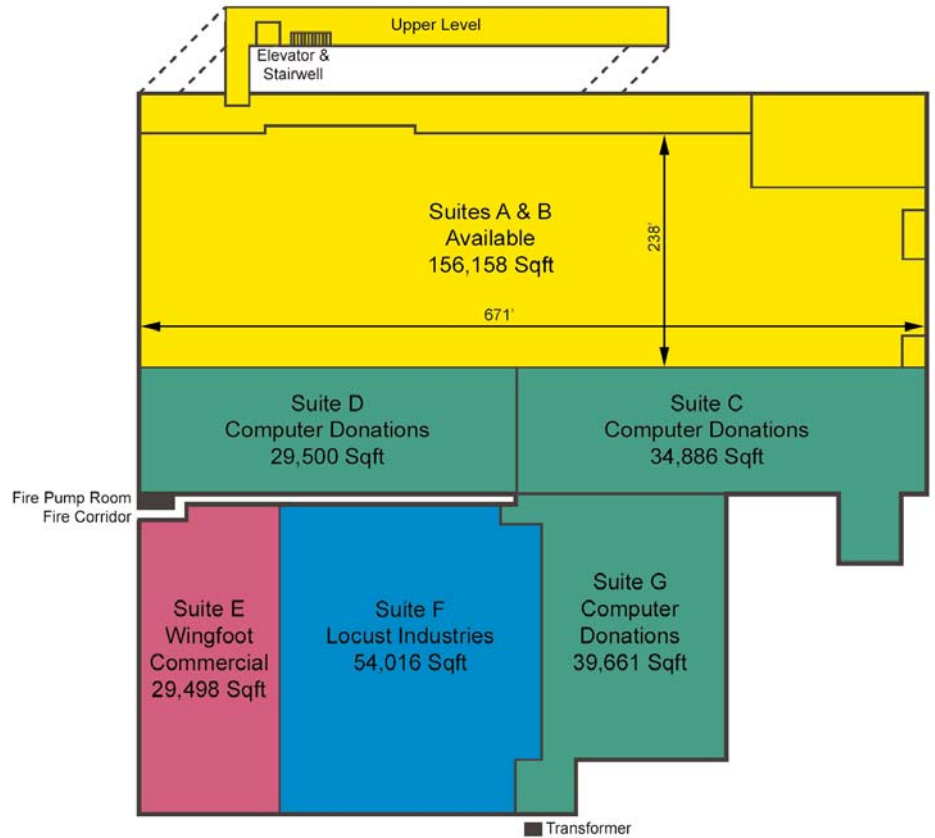 Upper Level
Elevator &
Stairwell
Suites A & B
Available
156,158 Sqft
238'
671'
Suite D
Computer Donations
29,500 Sqft
Suite C
Computer Donations
34,886 Sqft
Fire Pump Room
Fire Corridor
Suite E
Wingfoot
Commercial
29,498 Sqft
Suite F
Locust Industries
54,016 Sqft
Suite G
Computer
Donations
39,661 Sqft
Transformer